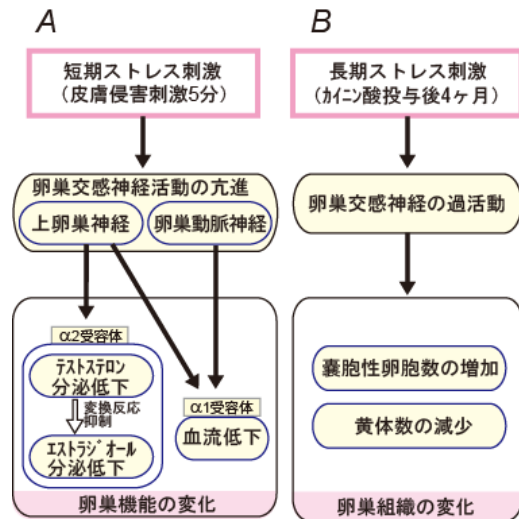 A
短期ストレス刺激
(皮膚侵害刺激5分)
卵巣交感神経活動の亢進
上卵巣神経
卵巣動脈神経
α2受容体
ﾃｽﾄｽﾃﾛﾝ
分泌低下
変換反応
抑制
ｴｽﾄﾗｼﾞｵｰﾙ
分泌低下
α1受容体
血流低下
卵巣機能の変化
B
長期ストレス刺激
(ｶｲﾆﾝ酸投与後4ヶ月)
卵巣交感神経の過活動
嚢胞性卵胞数の増加
黄体数の減少
卵巣組織の変化